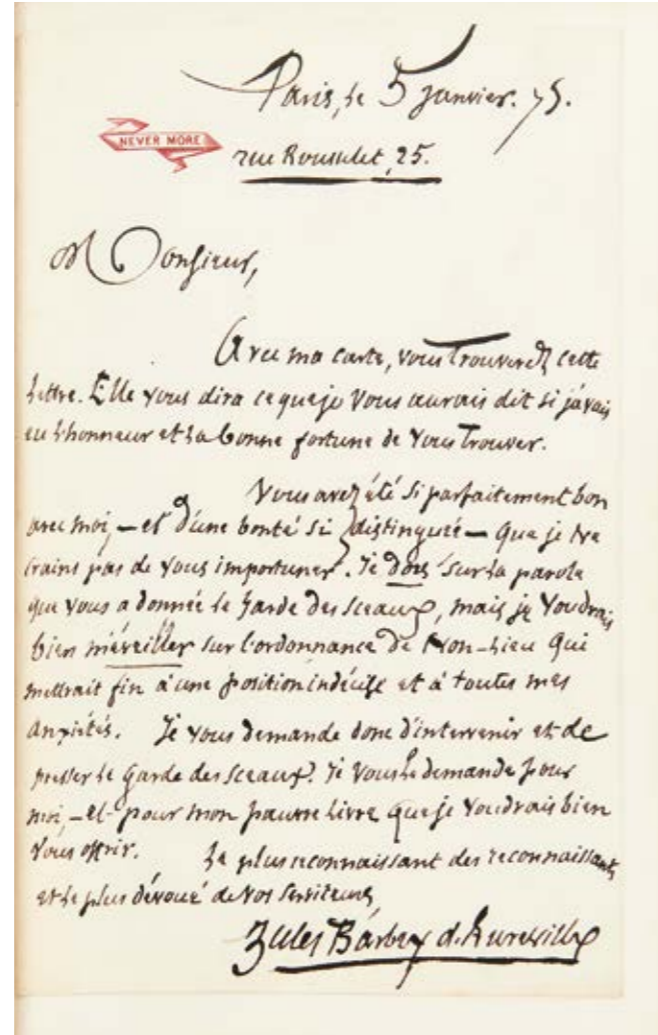 Paris, le 5 janvier. 75.
NEVER MORE
rue Rousselet, 25.
Monsieur,
Avec ma carte, vous trouverez cette
lettre. Elle vous dira ce que je vous aurais dit si j'avais
eu l'honneur et la bonne fortune de vous trouver.
Vous avez été si parfaitement bon
avec moi, — et d'une bonté si distinguée — que je ne
crains pas de vous importuner. Je dors sur la parole
que vous a donnée le garde des sceaux, mais je voudrais
bien m'éveiller sur l'ordonnance de non-lieu qui
mettrait fin à une position indécise et à toutes mes
anxiétés. Je vous demande donc d'intervenir et de
presser le Garde des sceaux. Je vous le demande pour
moi, — et pour mon pauvre livre que je voudrais bien
vous offrir. Le plus reconnaissant des reconnaissants
et le plus dévoué de vos serviteurs
Jules Barbey d'Aurevilly